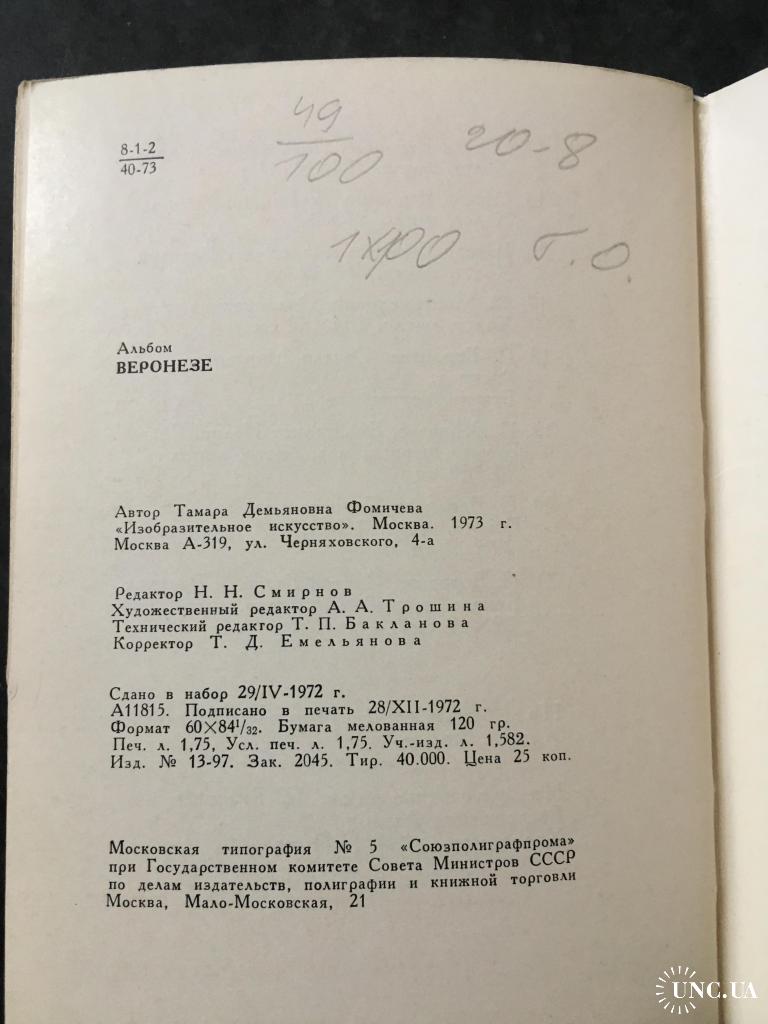 49
100
20-8
8-1-2
40-73
т.о.
Альбом
ВЕРОНЕЗЕ
Автор Тамара Демьяновна Фомичева
«Изобразительное искусство». Москва. 1973 г.
Москва А-319, ул. Черняховского, 4-а
Редактор Н. Н. Смирнов
Художественный редактор А. А. Трошина
Технический редактор Т. П. Бакланова
Корректор Т. Д. Емельянова
Сдано в набор 29/IV-1972 г.
А11815. Подписано в печать 28/XII-1972 г.
Формат 60×84¹/₃₂. Бумага мелованная 120 гр.
Печ. л. 1,75, Усл. печ. л. 1,75. Уч.-изд. л. 1,582.
Изд. № 13-97. Зак. 2045. Тир. 40.000. Цена 25 коп.
Московская типография № 5 «Союзполиграфпрома»
при Государственном комитете Совета Министров СССР
по делам издательств, полиграфии и книжной торговли
Москва, Мало-Московская, 21
UNC.UA